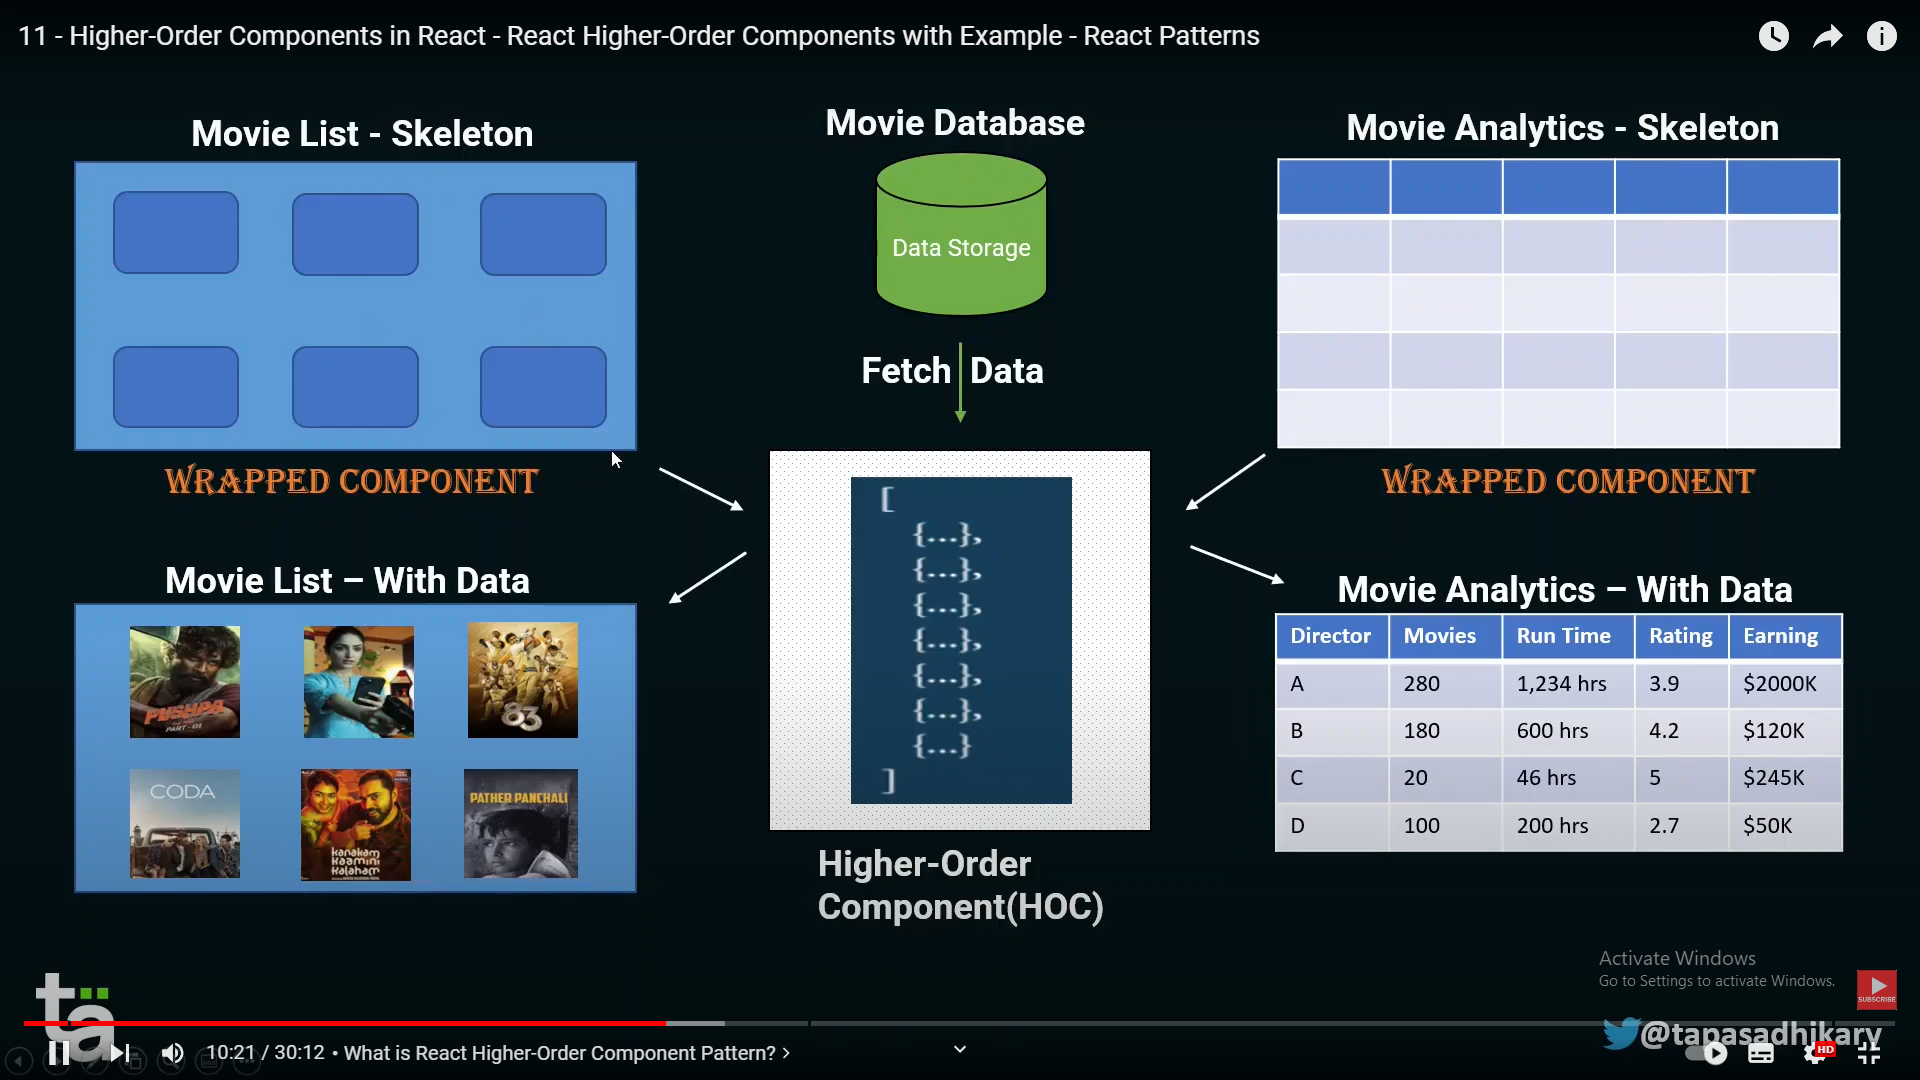 11 - Higher-Order Components in React - React Higher-Order Components with Example - React Patterns
Movie List - Skeleton
Movie Database
Movie Analytics - Skeleton
Data Storage
Fetch Data
WRAPPED COMPONENT
WRAPPED COMPONENT
[
{...},
{...},
{...},
{...},
{...},
{...},
{...}
]
Higher-Order
Component(HOC)
Movie List – With Data
PUSHPA
PART-01
83
CODA
kanakam
kaamini
kalaham
PATHER PANCHALI
Movie Analytics – With Data
Director Movies Run Time Rating Earning
A 280 1,234 hrs 3.9 $2000K
B 180 600 hrs 4.2 $120K
C 20 46 hrs 5 $245K
D 100 200 hrs 2.7 $50K
Activate Windows
Go to Settings to activate Windows.
SUBSCRIBE
tä
@tapasadhikary
10:21 / 30:12 • What is React Higher-Order Component Pattern?
HD